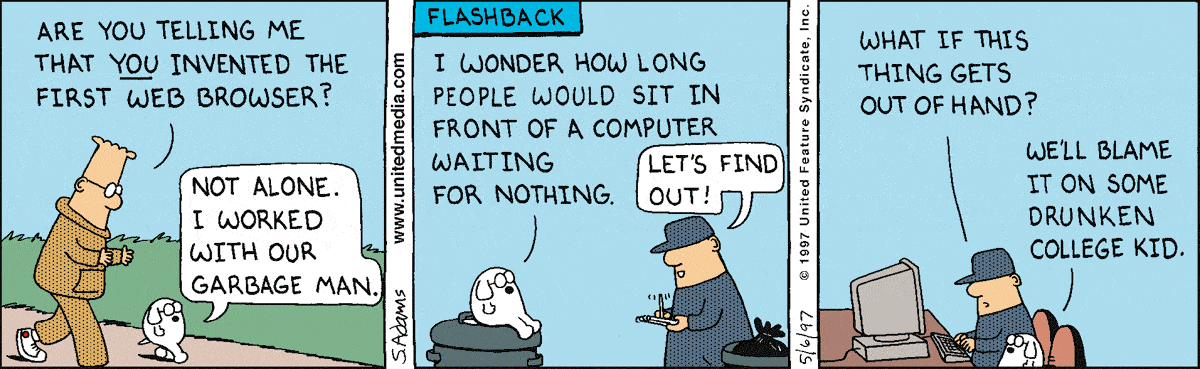 ARE YOU TELLING ME
THAT YOU INVENTED THE
FIRST WEB BROWSER?
NOT ALONE.
I WORKED
WITH OUR
GARBAGE MAN.
www.unitedmedia.com
S.Adams
FLASHBACK
I WONDER HOW LONG
PEOPLE WOULD SIT IN
FRONT OF A COMPUTER
WAITING
FOR NOTHING.
LET'S FIND
OUT!
© 1997 United Feature Syndicate, Inc.
5/6/97
WHAT IF THIS
THING GETS
OUT OF HAND?
WE'LL BLAME
IT ON SOME
DRUNKEN
COLLEGE KID.